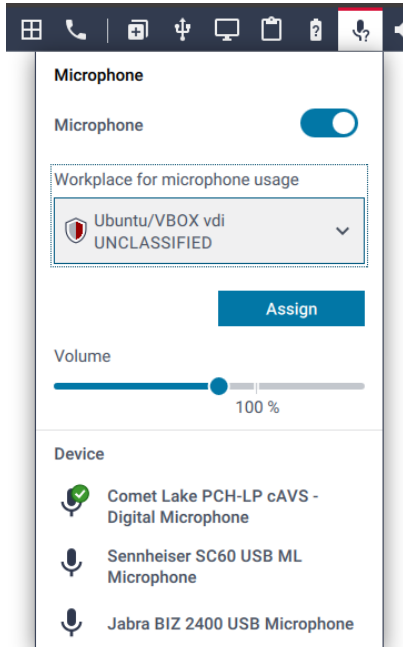 Microphone
Microphone
Workplace for microphone usage
Ubuntu/VBOX vdi
UNCLASSIFIED
Assign
Volume
100 %
Device
Comet Lake PCH-LP cAVS -
Digital Microphone
Sennheiser SC60 USB ML
Microphone
Jabra BIZ 2400 USB Microphone